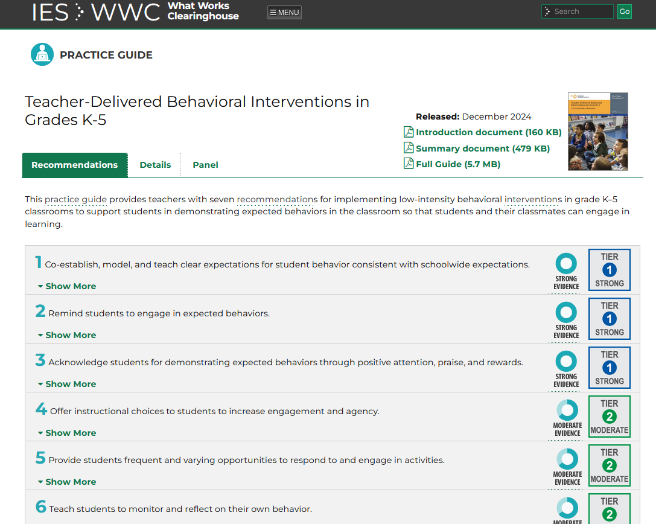 IES WWC What Works Clearinghouse
MENU
Search
Go
PRACTICE GUIDE
Teacher-Delivered Behavioral Interventions in
Grades K-5
Released: December 2024
Introduction document (160 KB)
Summary document (479 KB)
Full Guide (5.7 MB)
Recommendations
Details
Panel
This practice guide provides teachers with seven recommendations for implementing low-intensity behavioral interventions in grade K–5
classrooms to support students in demonstrating expected behaviors in the classroom so that students and their classmates can engage in
learning.
1 Co-establish, model, and teach clear expectations for student behavior consistent with schoolwide expectations.
Show More
STRONG
EVIDENCE
TIER
1
STRONG
2 Remind students to engage in expected behaviors.
Show More
STRONG
EVIDENCE
TIER
1
STRONG
3 Acknowledge students for demonstrating expected behaviors through positive attention, praise, and rewards.
Show More
STRONG
EVIDENCE
TIER
1
STRONG
4 Offer instructional choices to students to increase engagement and agency.
Show More
MODERATE
EVIDENCE
TIER
2
MODERATE
5 Provide students frequent and varying opportunities to respond to and engage in activities.
Show More
MODERATE
EVIDENCE
TIER
2
MODERATE
6 Teach students to monitor and reflect on their own behavior.
MODERATE
TIER
2